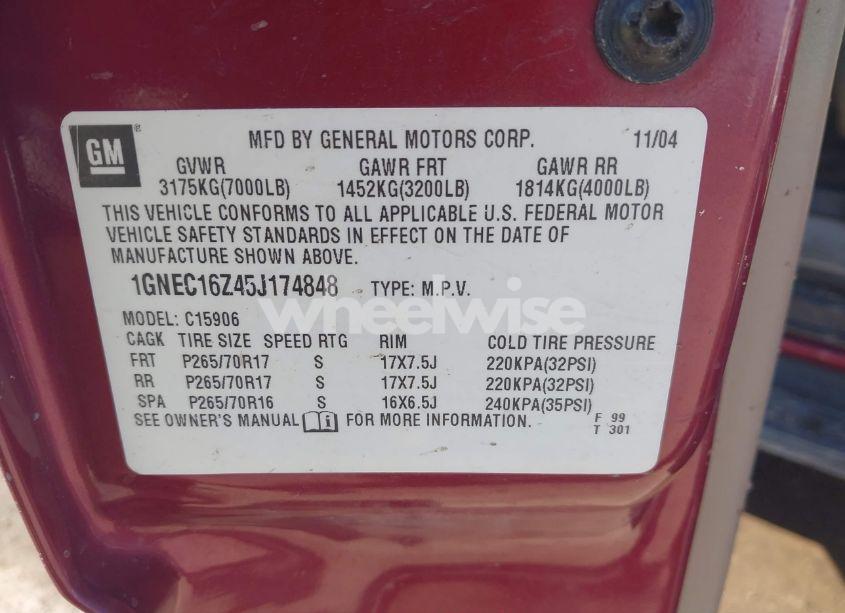 GM
MFD BY GENERAL MOTORS CORP. 11/04
GVWR GAWR FRT GAWR RR
3175KG(7000LB) 1452KG(3200LB) 1814KG(4000LB)
THIS VEHICLE CONFORMS TO ALL APPLICABLE U.S. FEDERAL MOTOR
VEHICLE SAFETY STANDARDS IN EFFECT ON THE DATE OF
MANUFACTURE SHOWN ABOVE.
1GNEC16Z45J174848 TYPE: M.P.V.
wheelwise
MODEL: C15906
CAGK TIRE SIZE SPEED RTG RIM COLD TIRE PRESSURE
FRT P265/70R17 S 17X7.5J 220KPA(32PSI)
RR P265/70R17 S 17X7.5J 220KPA(32PSI)
SPA P265/70R16 S 16X6.5J 240KPA(35PSI)
SEE OWNER'S MANUAL FOR MORE INFORMATION. F 99
T 301